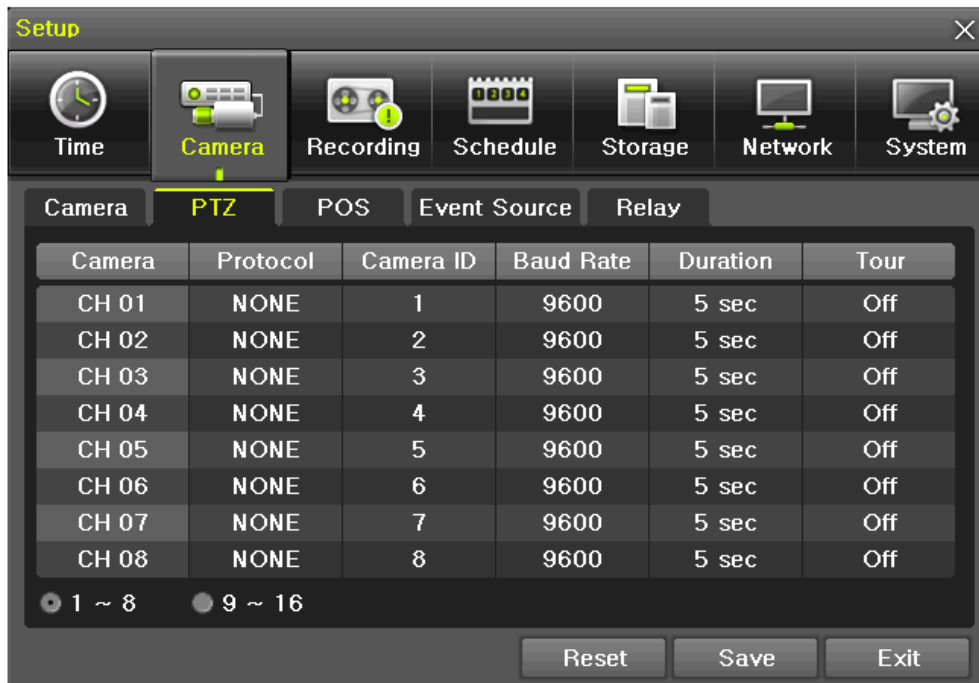 Setup
Time Camera Recording Schedule Storage Network System
Camera PTZ POS Event Source Relay
Camera Protocol Camera ID Baud Rate Duration Tour
CH 01 NONE 1 9600 5 sec Off
CH 02 NONE 2 9600 5 sec Off
CH 03 NONE 3 9600 5 sec Off
CH 04 NONE 4 9600 5 sec Off
CH 05 NONE 5 9600 5 sec Off
CH 06 NONE 6 9600 5 sec Off
CH 07 NONE 7 9600 5 sec Off
CH 08 NONE 8 9600 5 sec Off
1 ~ 8 9 ~ 16
Reset Save Exit